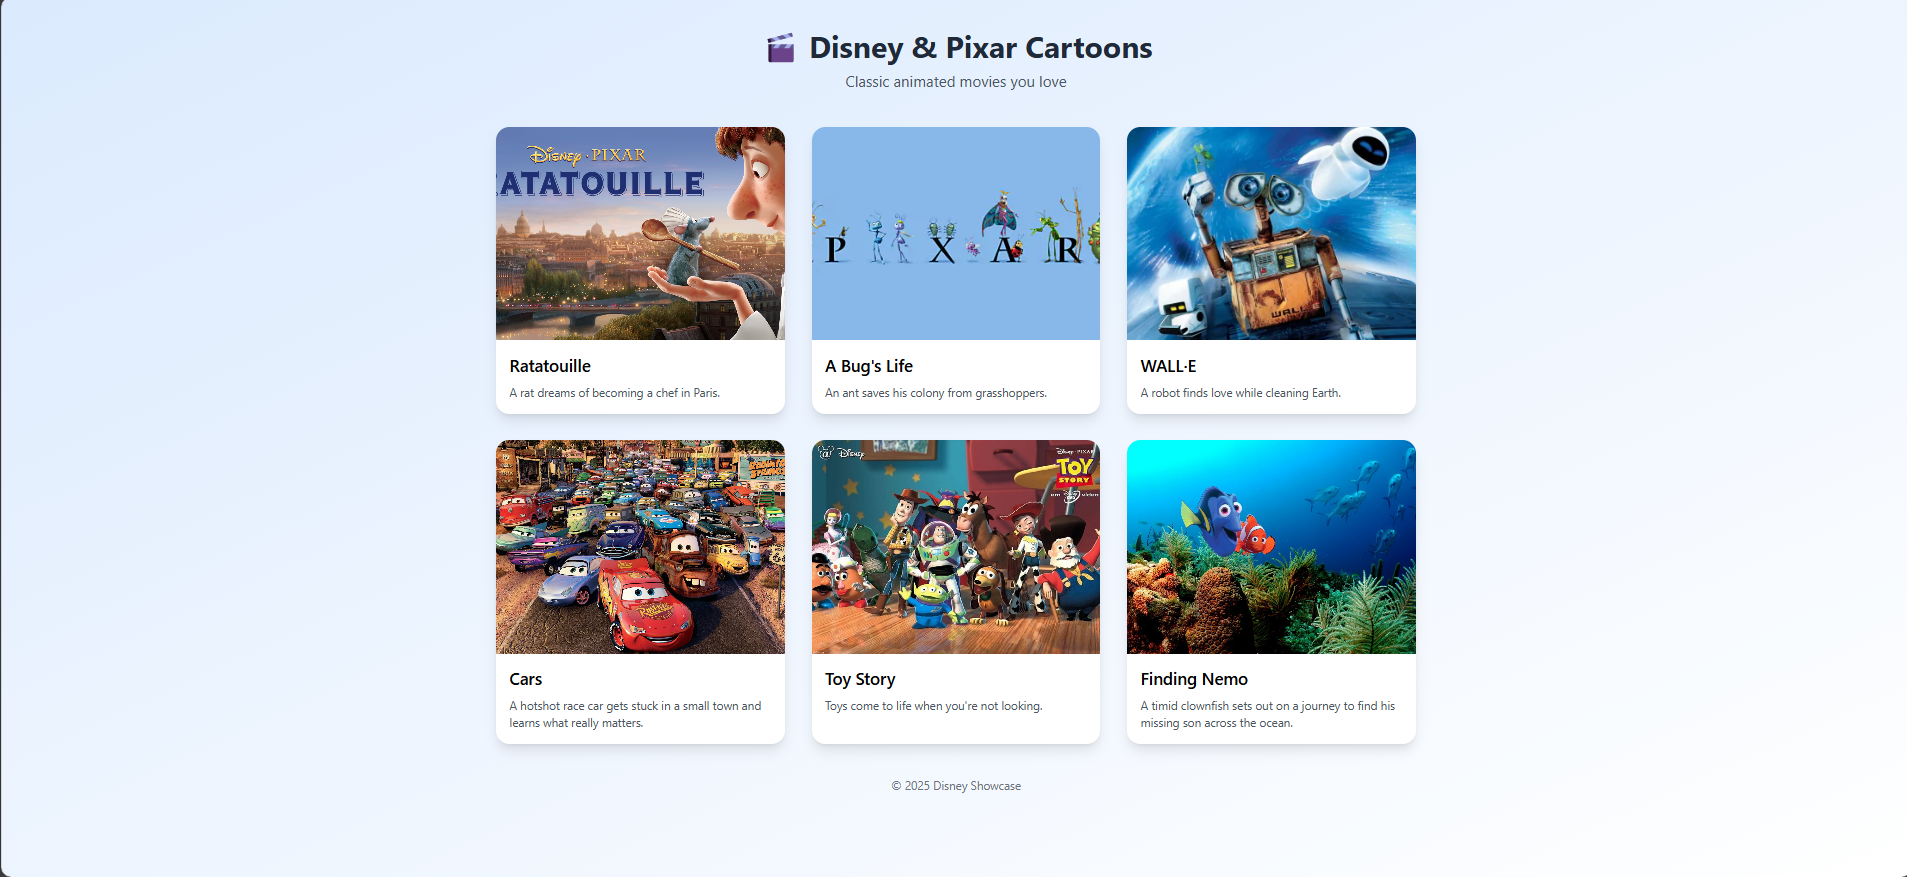 Disney & Pixar Cartoons
Classic animated movies you love
Disney · PIXAR
RATATOUILLE
PIXAR
WALL·E
Disney
Disney · PIXAR
TOY
STORY
Ratatouille
A rat dreams of becoming a chef in Paris.
A Bug's Life
An ant saves his colony from grasshoppers.
WALL·E
A robot finds love while cleaning Earth.
Cars
A hotshot race car gets stuck in a small town and
learns what really matters.
Toy Story
Toys come to life when you're not looking.
Finding Nemo
A timid clownfish sets out on a journey to find his
missing son across the ocean.
© 2025 Disney Showcase